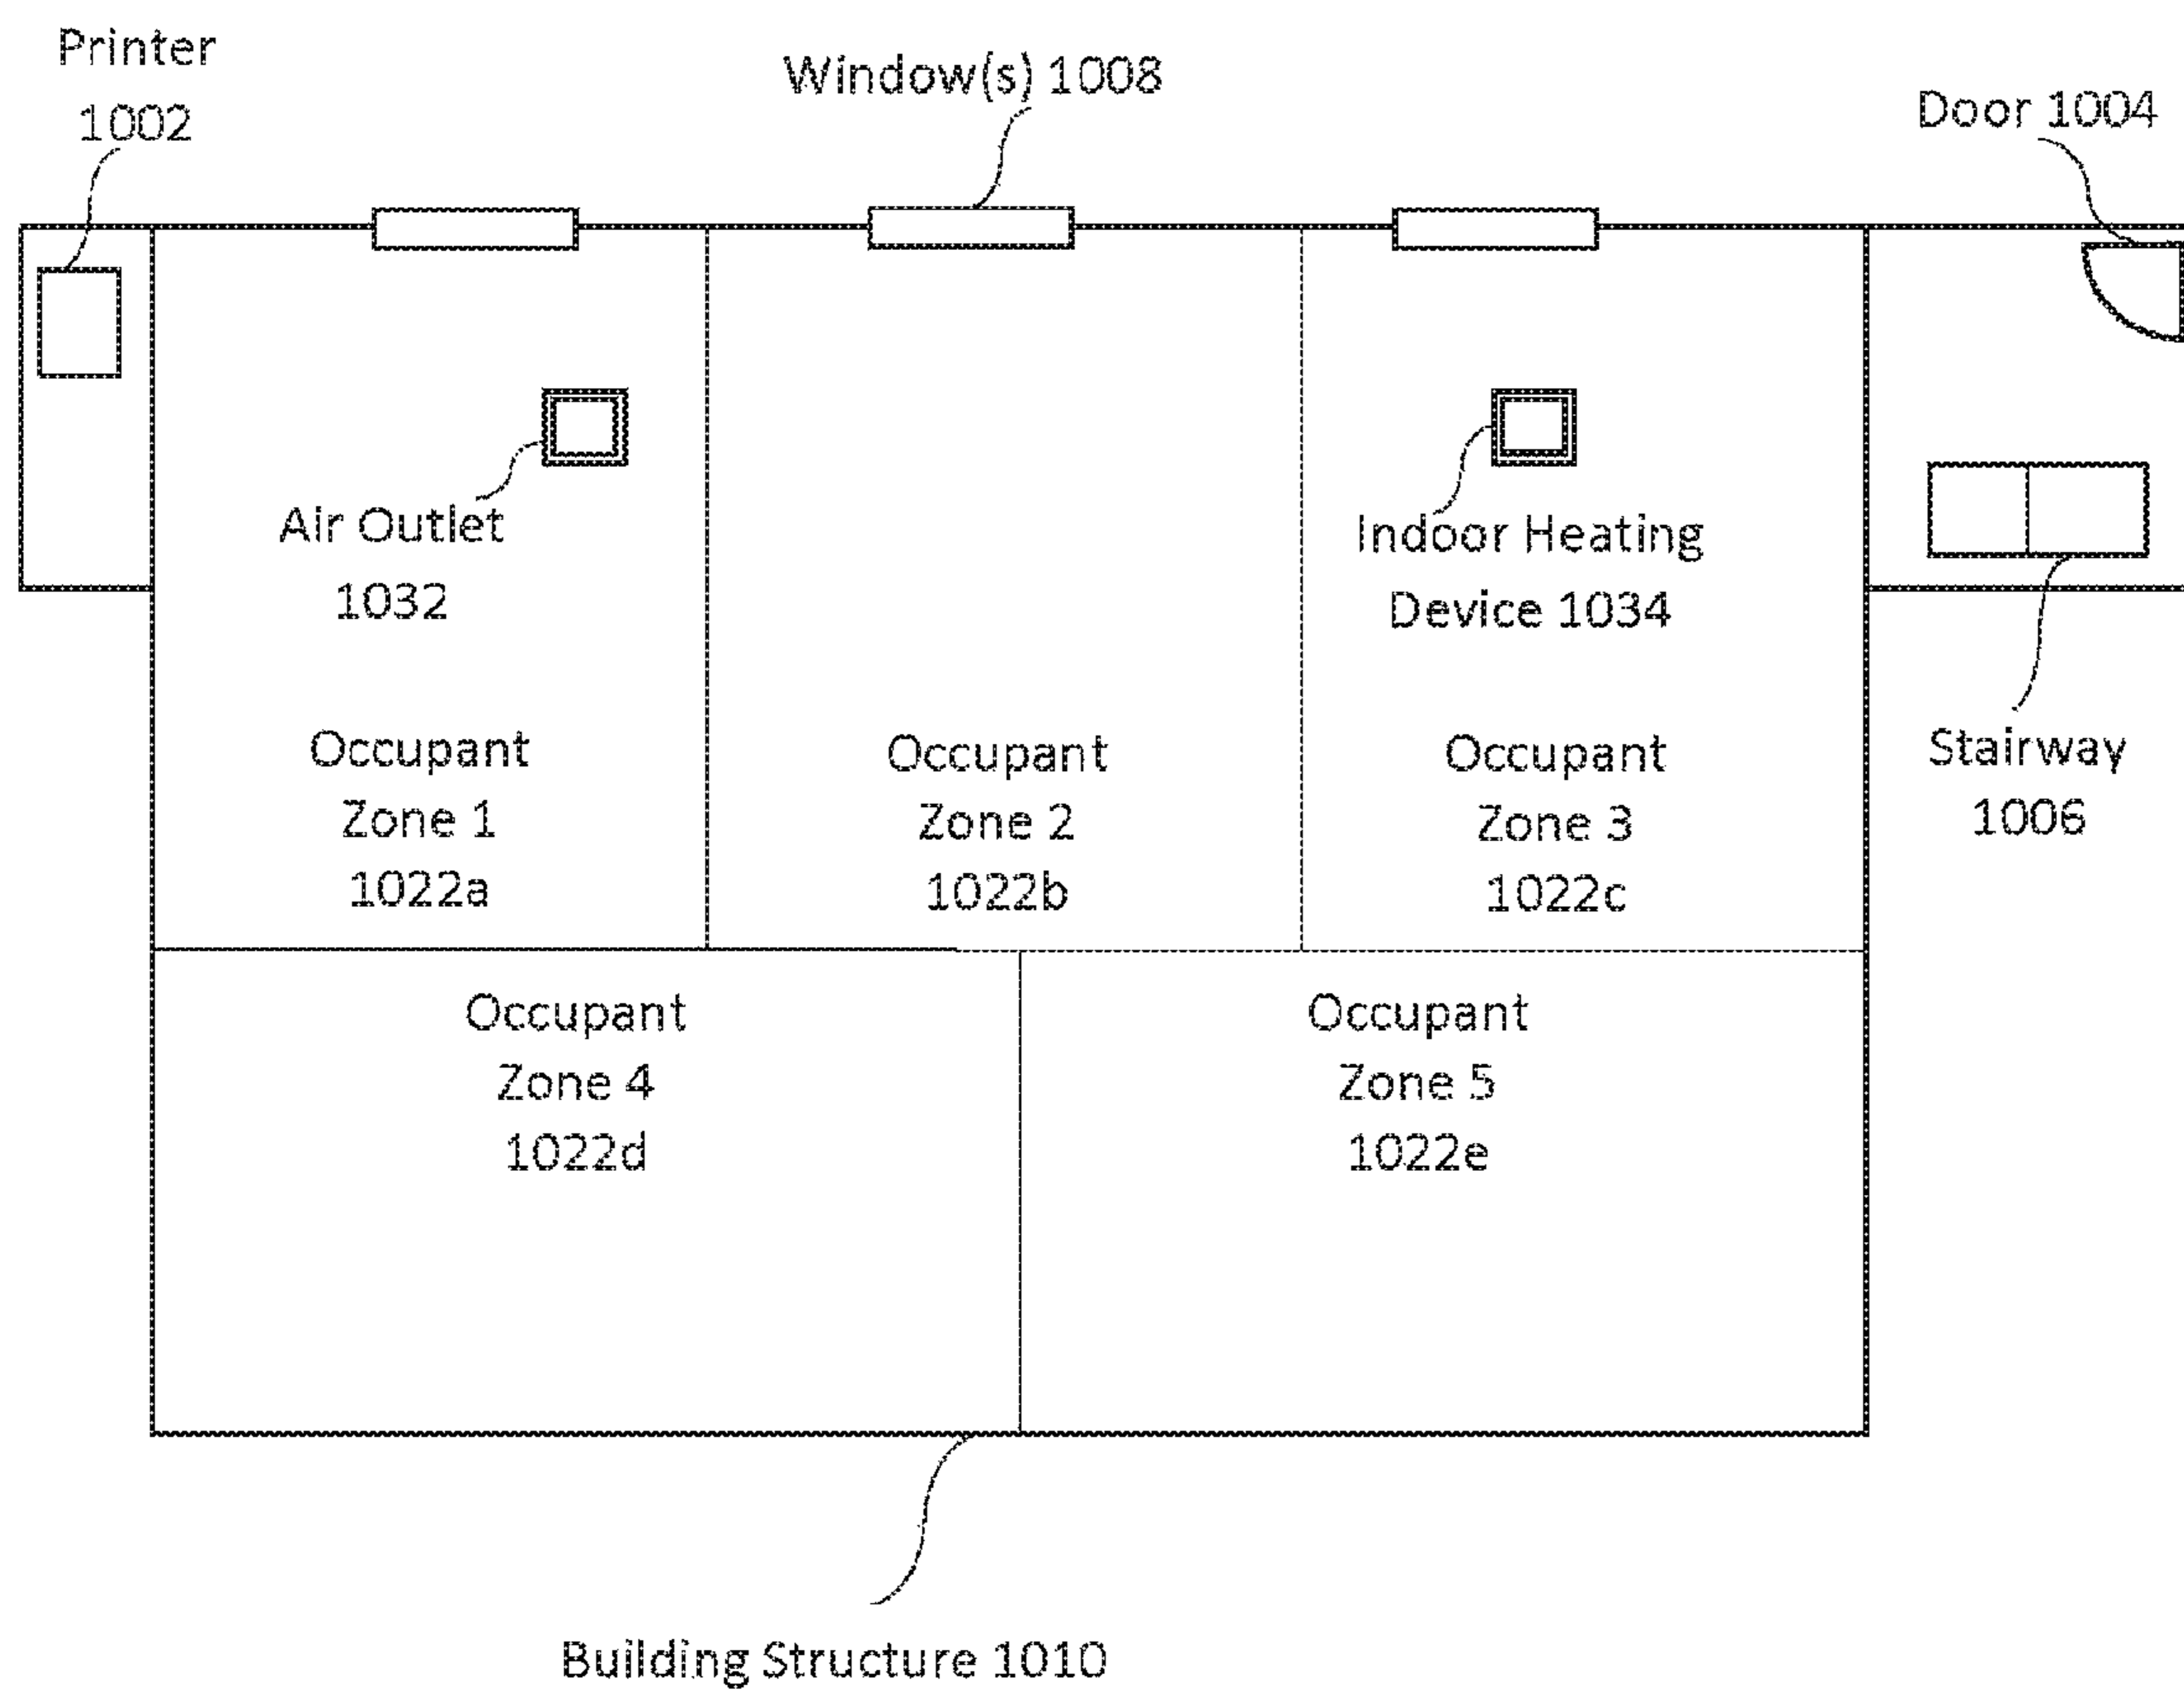 Printer
1002
Window(s) 1008
Door 1004
Air Outlet
1032
Indoor Heating
Device 1034
Occupant
Zone 1
1022a
Occupant
Zone 2
1022b
Occupant
Zone 3
1022c
Stairway
1006
Occupant
Zone 4
1022d
Occupant
Zone 5
1022e
Building Structure 1010